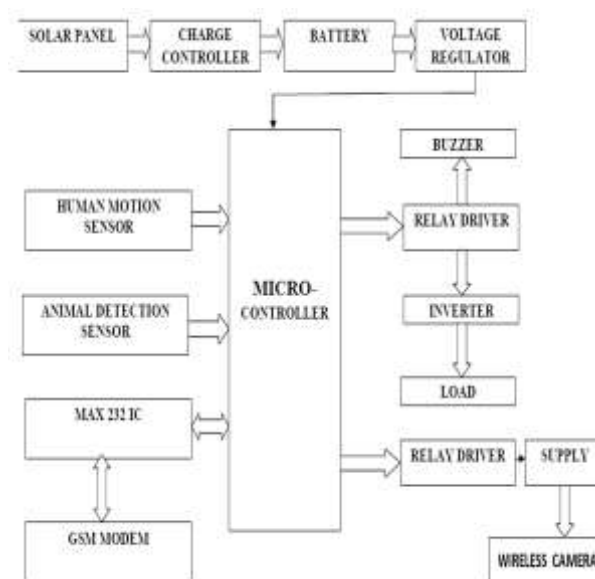 SOLAR PANEL
CHARGE
CONTROLLER
BATTERY
VOLTAGE
REGULATOR
BUZZER
HUMAN MOTION
SENSOR
RELAY DRIVER
MICRO-
CONTROLLER
ANIMAL DETECTION
SENSOR
INVERTER
LOAD
MAX 232 IC
RELAY DRIVER
SUPPLY
GSM MODEM
WIRELESS CAMERA